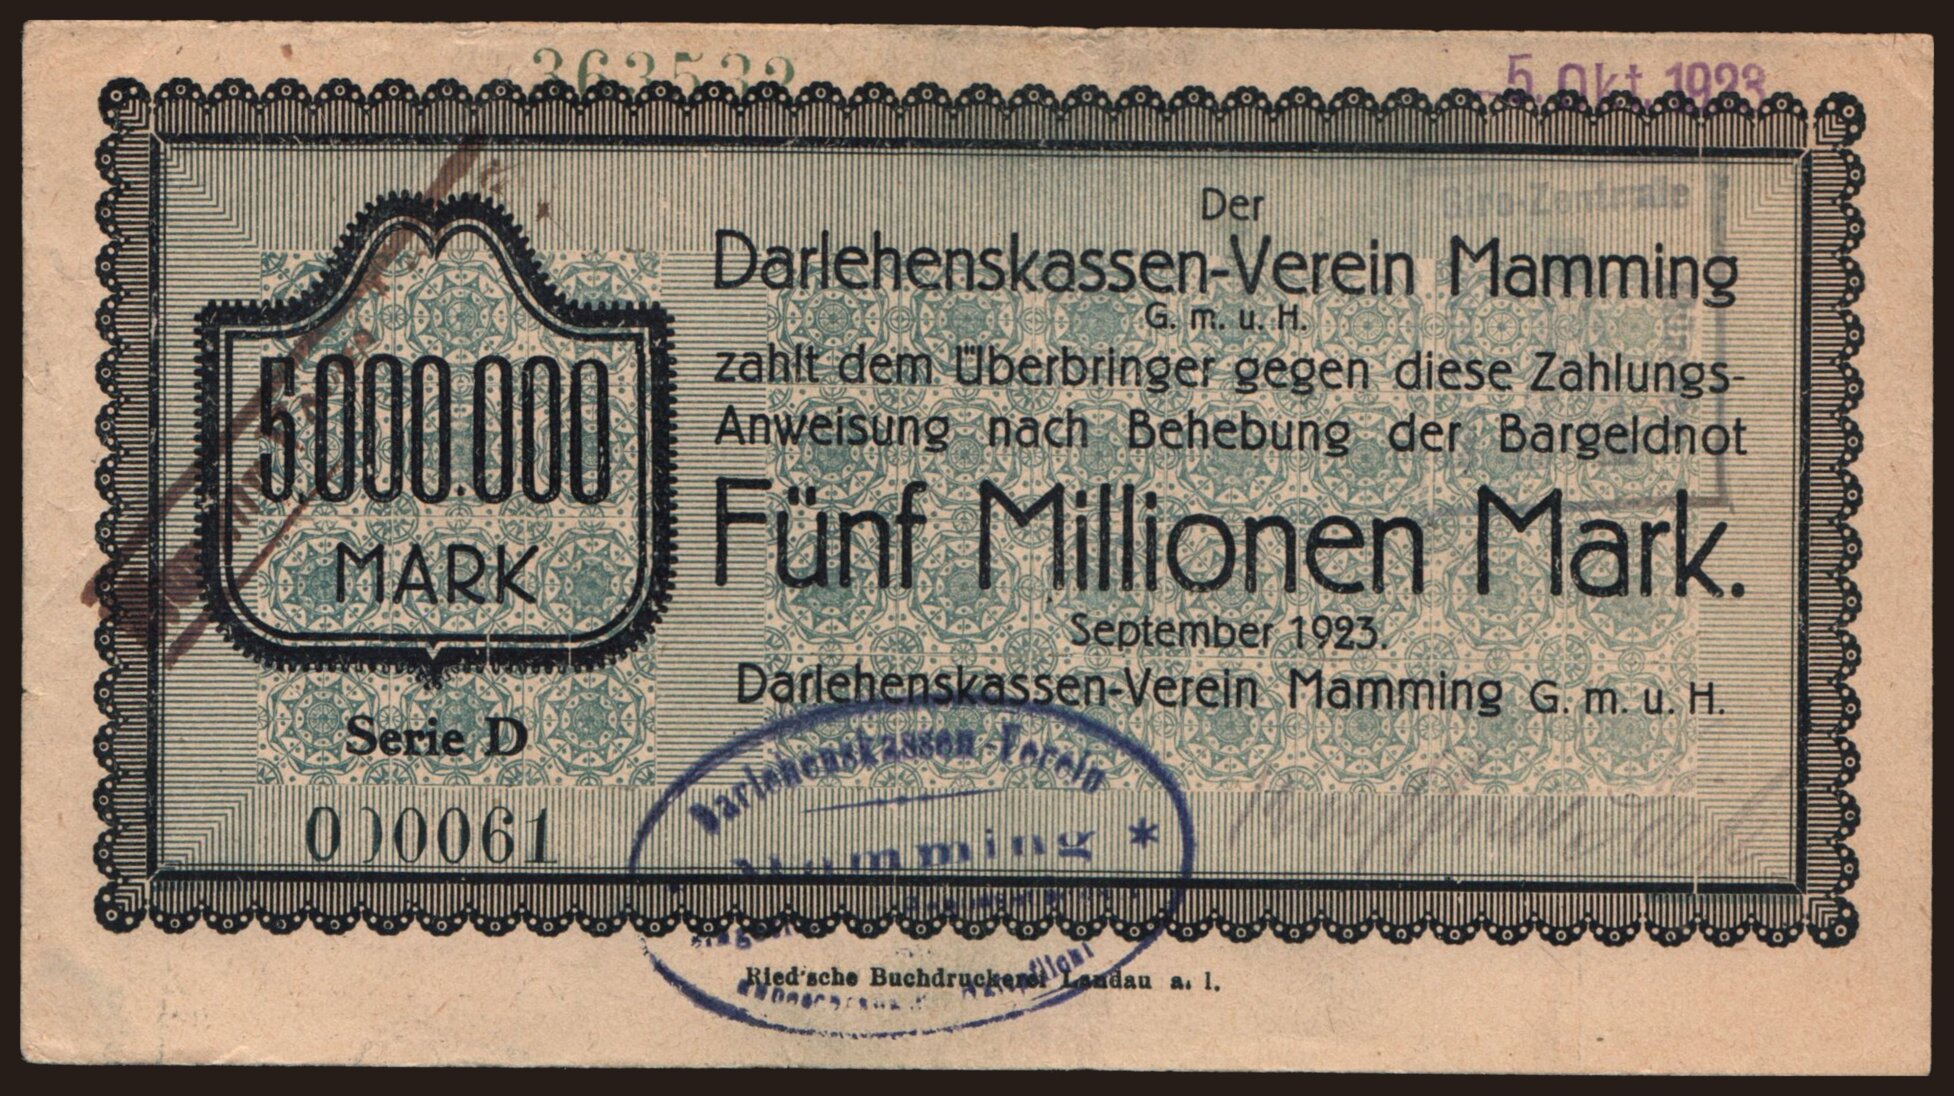 363532
5. Okt. 1923
Giro-Zentrale
Der
Darlehenskassen-Verein Mamming
G. m. u. H.
zahlt dem Überbringer gegen diese Zahlungs-
Anweisung nach Behebung der Bargeldnot
Fünf Millionen Mark.
September 1923.
Darlehenskassen-Verein Mamming G. m. u. H.
5.000.000
MARK
Serie D
000061
Darlehenskassen-Verein
Mamming *
Ried'sche Buchdruckerei Landau a. I.